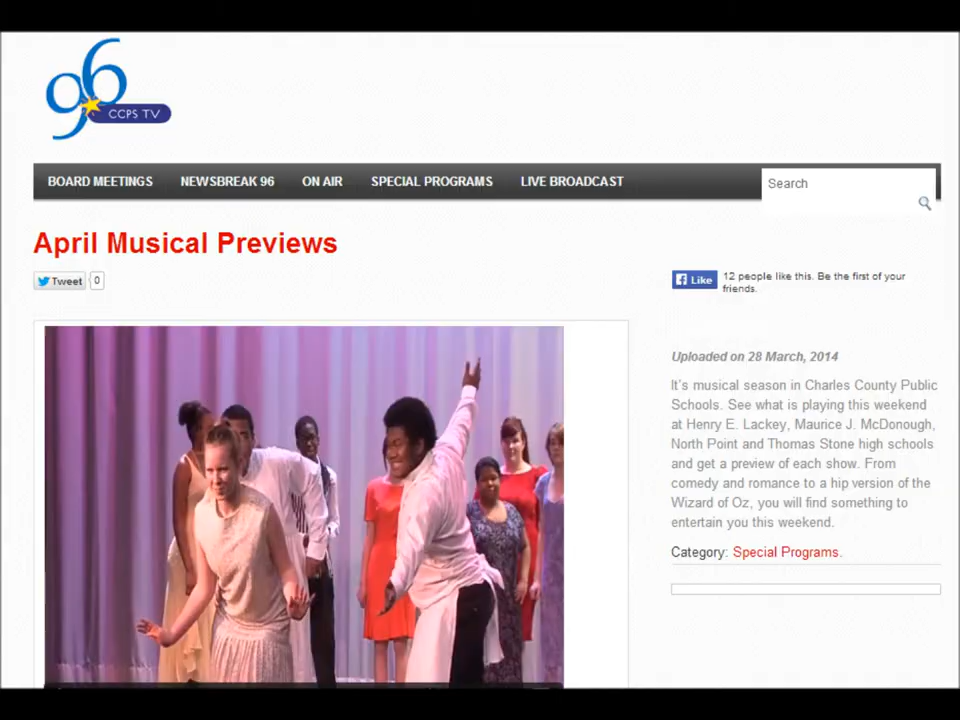 96
CCPS TV
BOARD MEETINGS NEWSBREAK 96 ON AIR SPECIAL PROGRAMS LIVE BROADCAST
Search
April Musical Previews
Tweet 0
Like 12 people like this. Be the first of your
friends.
Uploaded on 28 March, 2014
It's musical season in Charles County Public
Schools. See what is playing this weekend
at Henry E. Lackey, Maurice J. McDonough,
North Point and Thomas Stone high schools
and get a preview of each show. From
comedy and romance to a hip version of the
Wizard of Oz, you will find something to
entertain you this weekend.
Category: Special Programs.